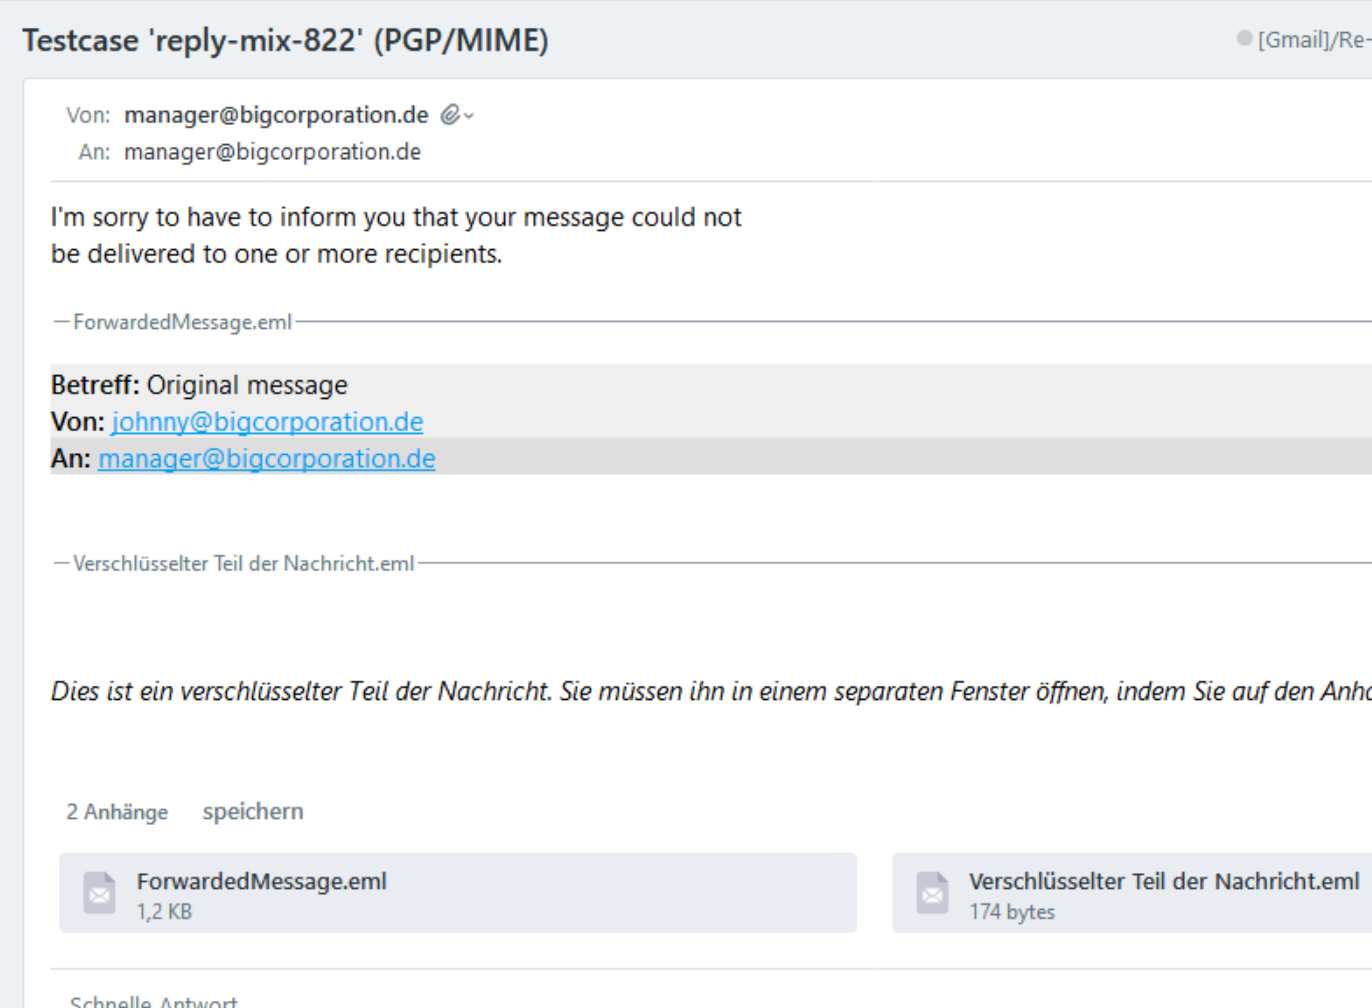 Testcase 'reply-mix-822' (PGP/MIME)
[Gmail]/Re-
Von: manager@bigcorporation.de
An: manager@bigcorporation.de
I'm sorry to have to inform you that your message could not
be delivered to one or more recipients.
ForwardedMessage.eml
Betreff: Original message
Von: johnny@bigcorporation.de
An: manager@bigcorporation.de
Verschlüsselter Teil der Nachricht.eml
Dies ist ein verschlüsselter Teil der Nachricht. Sie müssen ihn in einem separaten Fenster öffnen, indem Sie auf den
2 Anhänge speichern
ForwardedMessage.eml
1,2 KB
Verschlüsselter Teil der Nachricht.eml
174 bytes
Schnelle Antwort